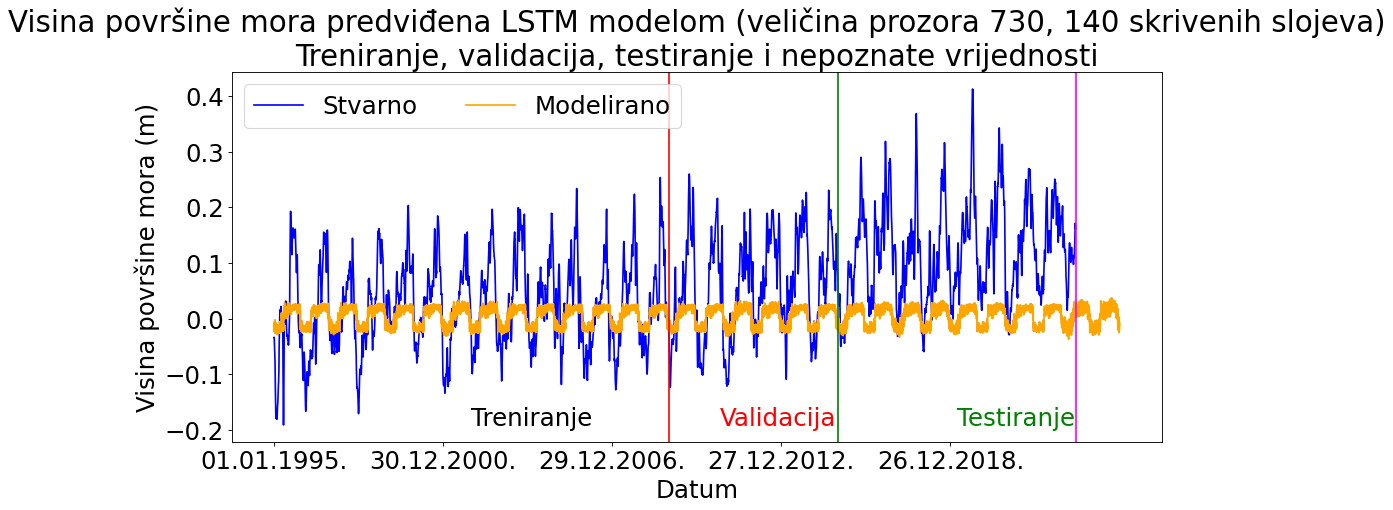 Visina površine mora predviđena LSTM modelom (veličina prozora 730, 140 skrivenih slojeva)
Treniranje, validacija, testiranje i nepoznate vrijednosti
Stvarno
Modelirano
Visina površine mora (m)
0.4
0.3
0.2
0.1
0.0
−0.1
−0.2
Treniranje
Validacija
Testiranje
01.01.1995.
30.12.2000.
29.12.2006.
27.12.2012.
26.12.2018.
Datum